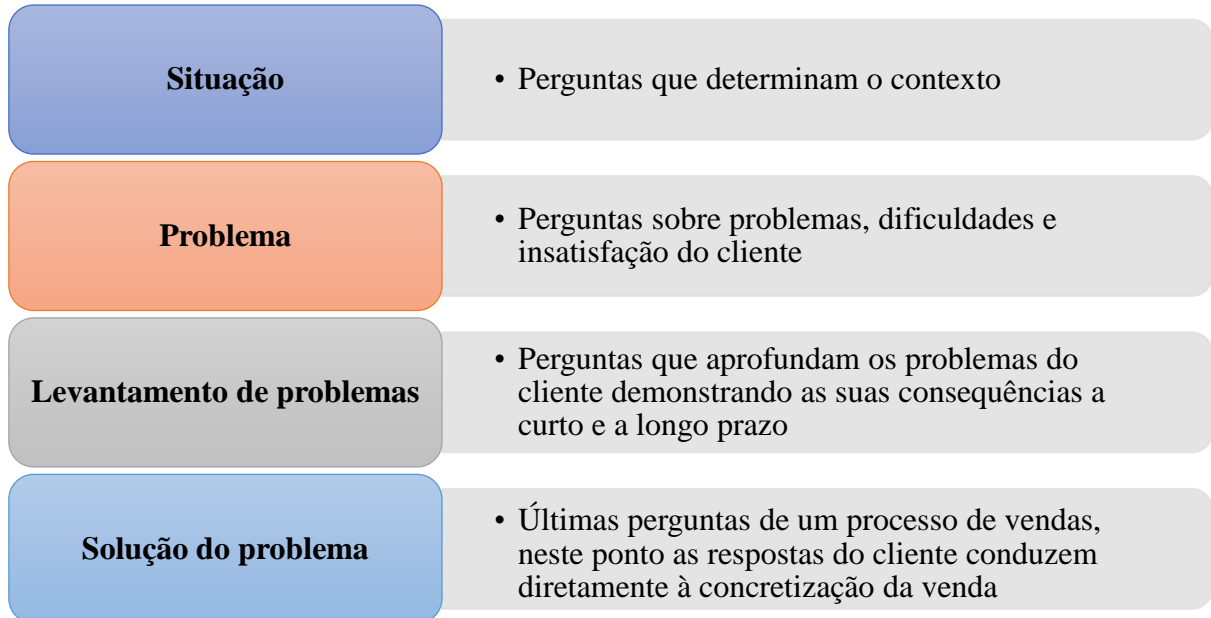 Situação
• Perguntas que determinam o contexto
Problema
• Perguntas sobre problemas, dificuldades e
insatisfação do cliente
Levantamento de problemas
• Perguntas que aprofundam os problemas do
cliente demonstrando as suas consequências a
curto e a longo prazo
Solução do problema
• Últimas perguntas de um processo de vendas,
neste ponto as respostas do cliente conduzem
diretamente à concretização da venda